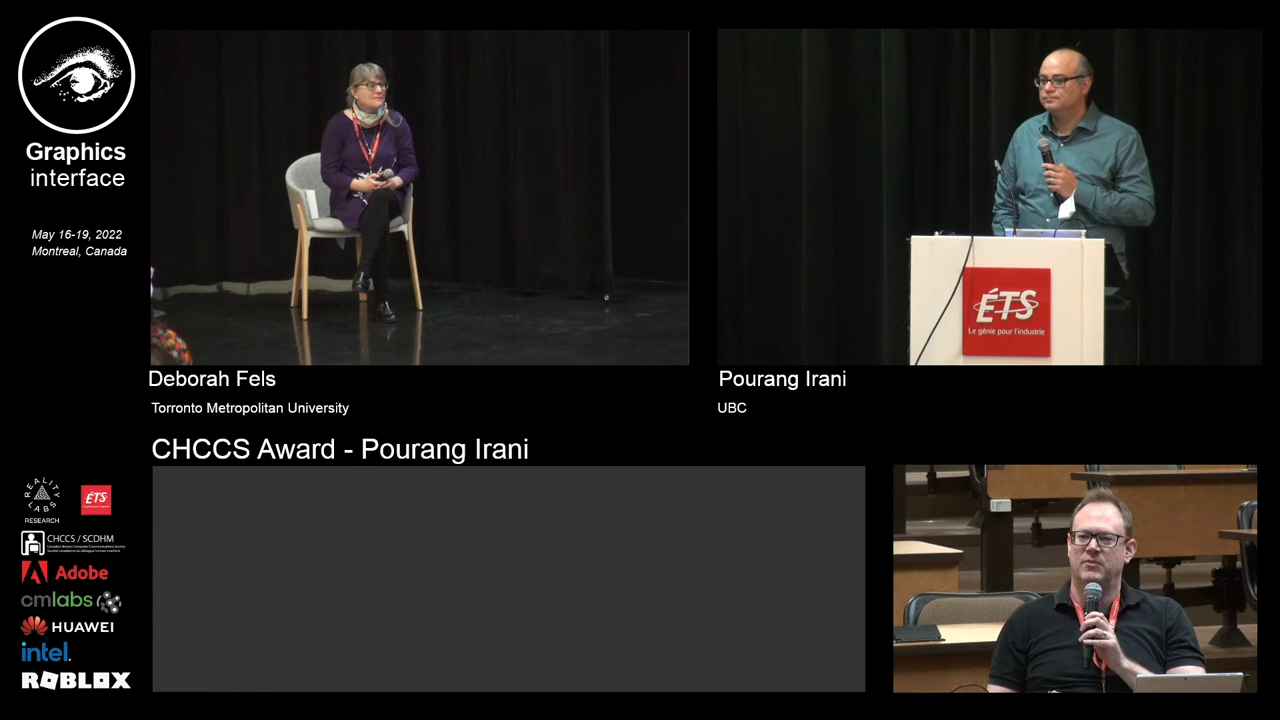 Graphics
interface
May 16-19, 2022
Montreal, Canada
ÉTS
Le génie pour l'industrie
Deborah Fels
Torronto Metropolitan University
Pourang Irani
UBC
CHCCS Award - Pourang Irani
REALITY LABS
RESEARCH
ÉTS
CHCCS / SCDHM
Adobe
cmlabs
HUAWEI
intel.
ROBLOX